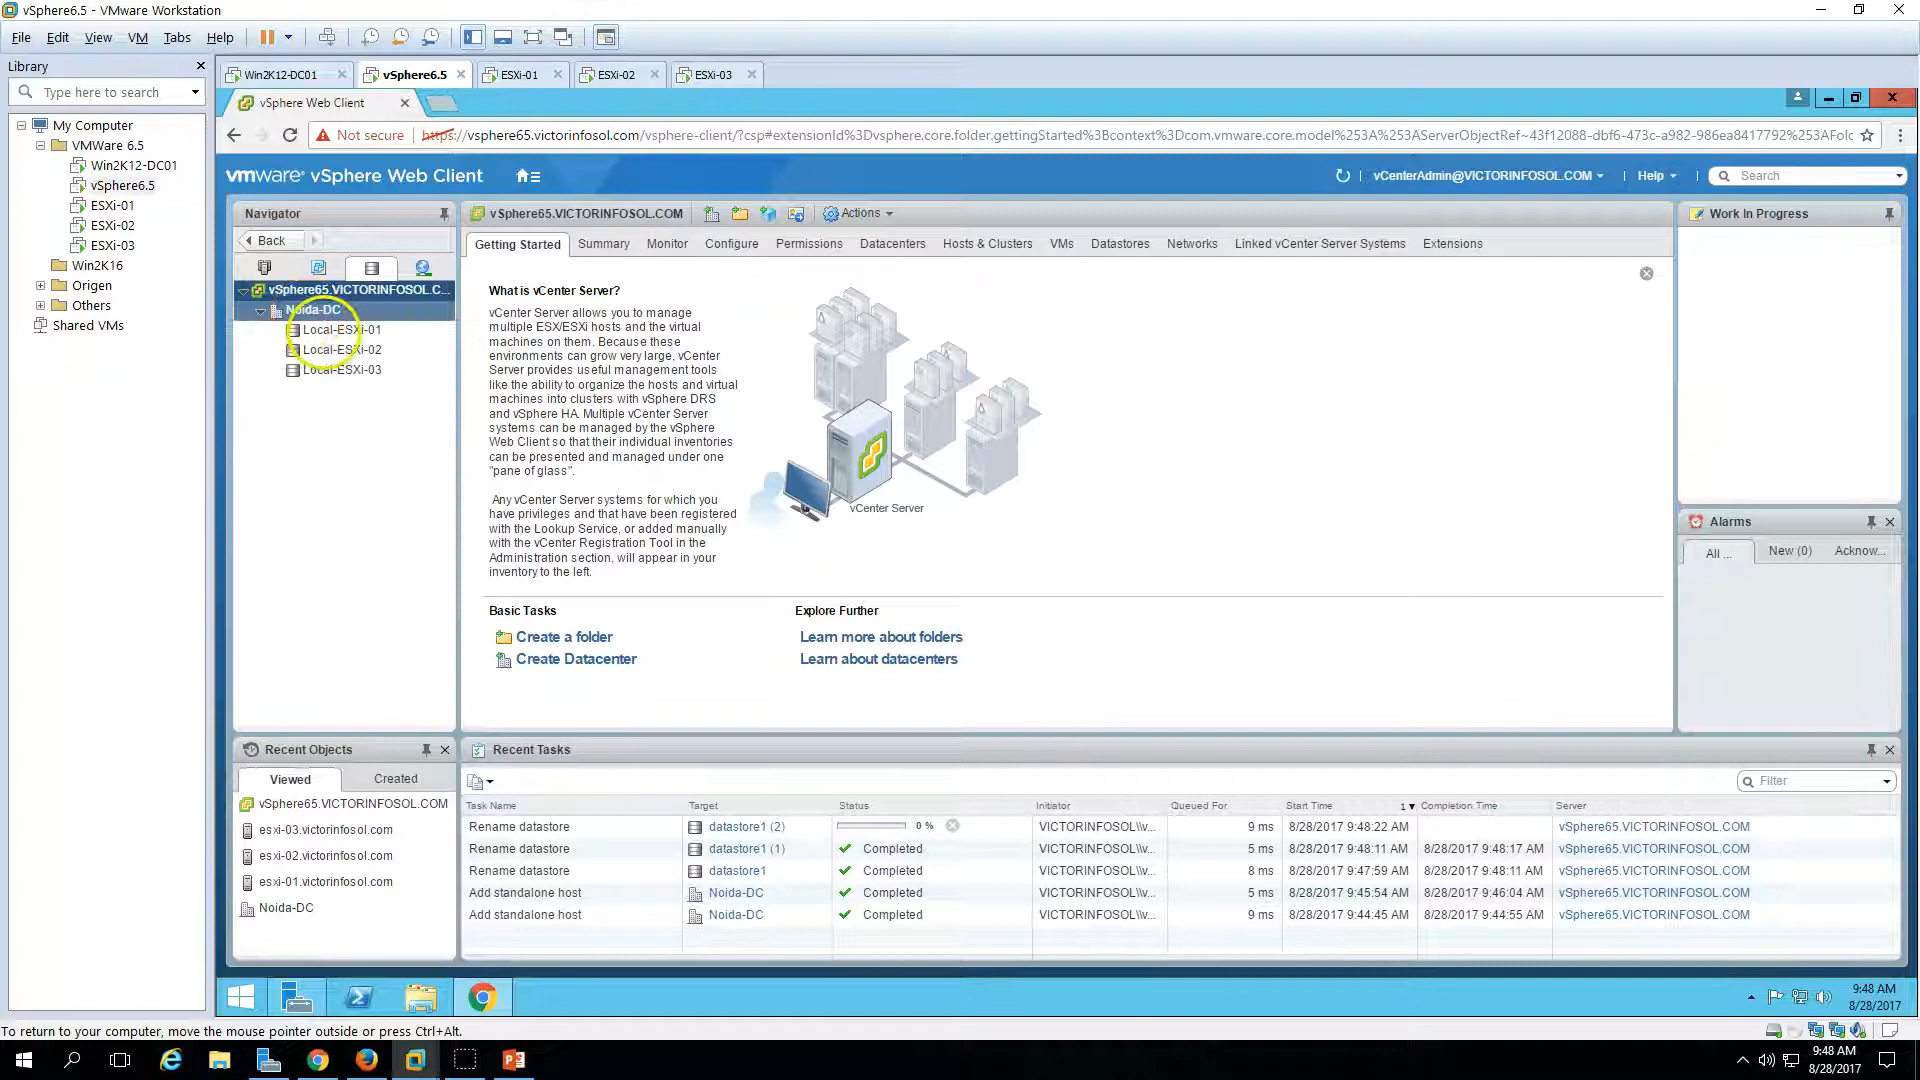 vSphere6.5 - VMware Workstation
File Edit View VM Tabs Help
Library
Type here to search
My Computer
VMWare 6.5
Win2K12-DC01
vSphere6.5
ESXi-01
ESXi-02
ESXi-03
Win2K16
Origen
Others
Shared VMs
Win2K12-DC01 vSphere6.5 ESXi-01 ESXi-02 ESXi-03
vSphere Web Client
Not secure https://vsphere65.victorinfosol.com/vsphere-client/?csp#extensionId%3Dvsphere.core.folder.gettingStarted%3Bcontext%3Dcom.vmware.core.model%253A%253AServerObjectRef~43f12088-dbf6-473c-a982-986ea8417792%253AFolc
vmware vSphere Web Client
vCenterAdmin@VICTORINFOSOL.COM Help Search
Navigator
Back
vSphere65.VICTORINFOSOL.C...
Noida-DC
Local-ESXi-01
Local-ESXi-02
Local-ESXi-03
vSphere65.VICTORINFOSOL.COM Actions
Getting Started Summary Monitor Configure Permissions Datacenters Hosts & Clusters VMs Datastores Networks Linked vCenter Server Systems Extensions
What is vCenter Server?
vCenter Server allows you to manage
multiple ESX/ESXi hosts and the virtual
machines on them. Because these
environments can grow very large, vCenter
Server provides useful management tools
like the ability to organize the hosts and virtual
machines into clusters with vSphere DRS
and vSphere HA. Multiple vCenter Server
systems can be managed by the vSphere
Web Client so that their individual inventories
can be presented and managed under one
"pane of glass".
Any vCenter Server systems for which you
have privileges and that have been registered
with the Lookup Service, or added manually
with the vCenter Registration Tool in the
Administration section, will appear in your
inventory to the left.
vCenter Server
Basic Tasks
Create a folder
Create Datacenter
Explore Further
Learn more about folders
Learn about datacenters
Work In Progress
Alarms
All ... New (0) Acknow...
Recent Objects
Viewed Created
vSphere65.VICTORINFOSOL.COM
esxi-03.victorinfosol.com
esxi-02.victorinfosol.com
esxi-01.victorinfosol.com
Noida-DC
Recent Tasks
Filter
Task Name Target Status Initiator Queued For Start Time 1 Completion Time Server
Rename datastore datastore1 (2) 0 % VICTORINFOSOL\\v... 9 ms 8/28/2017 9:48:22 AM vSphere65.VICTORINFOSOL.COM
Rename datastore datastore1 (1) Completed VICTORINFOSOL\\v... 5 ms 8/28/2017 9:48:11 AM 8/28/2017 9:48:17 AM vSphere65.VICTORINFOSOL.COM
Rename datastore datastore1 Completed VICTORINFOSOL\\v... 8 ms 8/28/2017 9:47:59 AM 8/28/2017 9:48:11 AM vSphere65.VICTORINFOSOL.COM
Add standalone host Noida-DC Completed VICTORINFOSOL\\v... 5 ms 8/28/2017 9:45:54 AM 8/28/2017 9:46:04 AM vSphere65.VICTORINFOSOL.COM
Add standalone host Noida-DC Completed VICTORINFOSOL\\v... 9 ms 8/28/2017 9:44:45 AM 8/28/2017 9:44:55 AM vSphere65.VICTORINFOSOL.COM
9:48 AM
8/28/2017
To return to your computer, move the mouse pointer outside or press Ctrl+Alt.
9:48 AM
8/28/2017